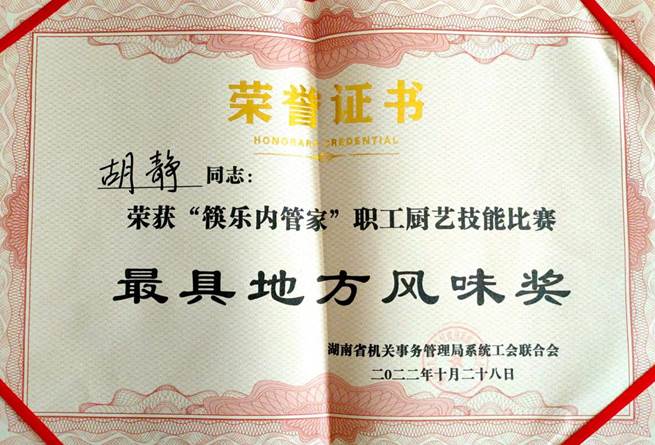 荣誉证书
HONORARY CREDENTIAL
胡静同志：
荣获“筷乐内管家”职工厨艺技能比赛
最具地方风味奖
湖南省机关事务管理局系统工会联合会
二〇二二年十月二十八日